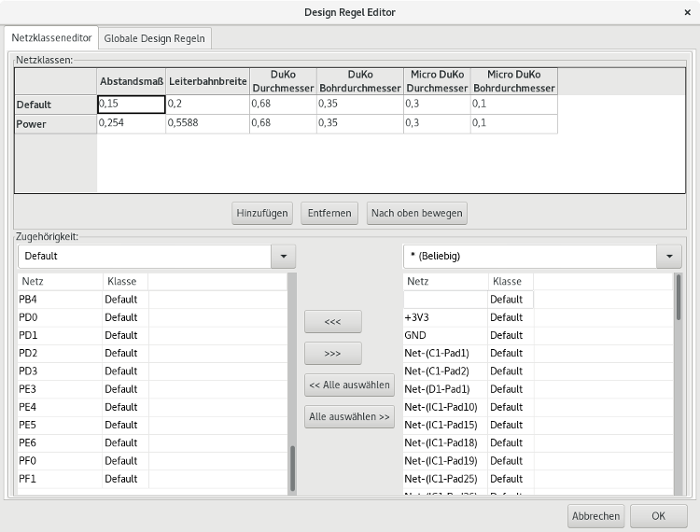 Design Regel Editor
Netzklasseneditor
Globale Design Regeln
Netzklassen:
Abstandsmaß Leiterbahnbreite DuKo Durchmesser DuKo Bohrdurchmesser Micro DuKo Durchmesser Micro DuKo Bohrdurchmesser
Default 0,15 0,2 0,68 0,35 0,3 0,1
Power 0,254 0,5588 0,68 0,35 0,3 0,1
Hinzufügen Entfernen Nach oben bewegen
Zugehörigkeit:
Default
Netz Klasse
PB4 Default
PD0 Default
PD1 Default
PD2 Default
PD3 Default
PE3 Default
PE4 Default
PE5 Default
PE6 Default
PF0 Default
PF1 Default
<<<
>>>
<< Alle auswählen
Alle auswählen >>
* (Beliebig)
Netz Klasse
Default
+3V3 Default
GND Default
Net-(C1-Pad1) Default
Net-(C1-Pad2) Default
Net-(D1-Pad1) Default
Net-(IC1-Pad10) Default
Net-(IC1-Pad15) Default
Net-(IC1-Pad18) Default
Net-(IC1-Pad19) Default
Net-(IC1-Pad25) Default
Abbrechen OK